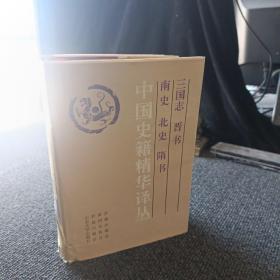 三国志 晋书
南史 北史 隋书
中国史籍精华译丛